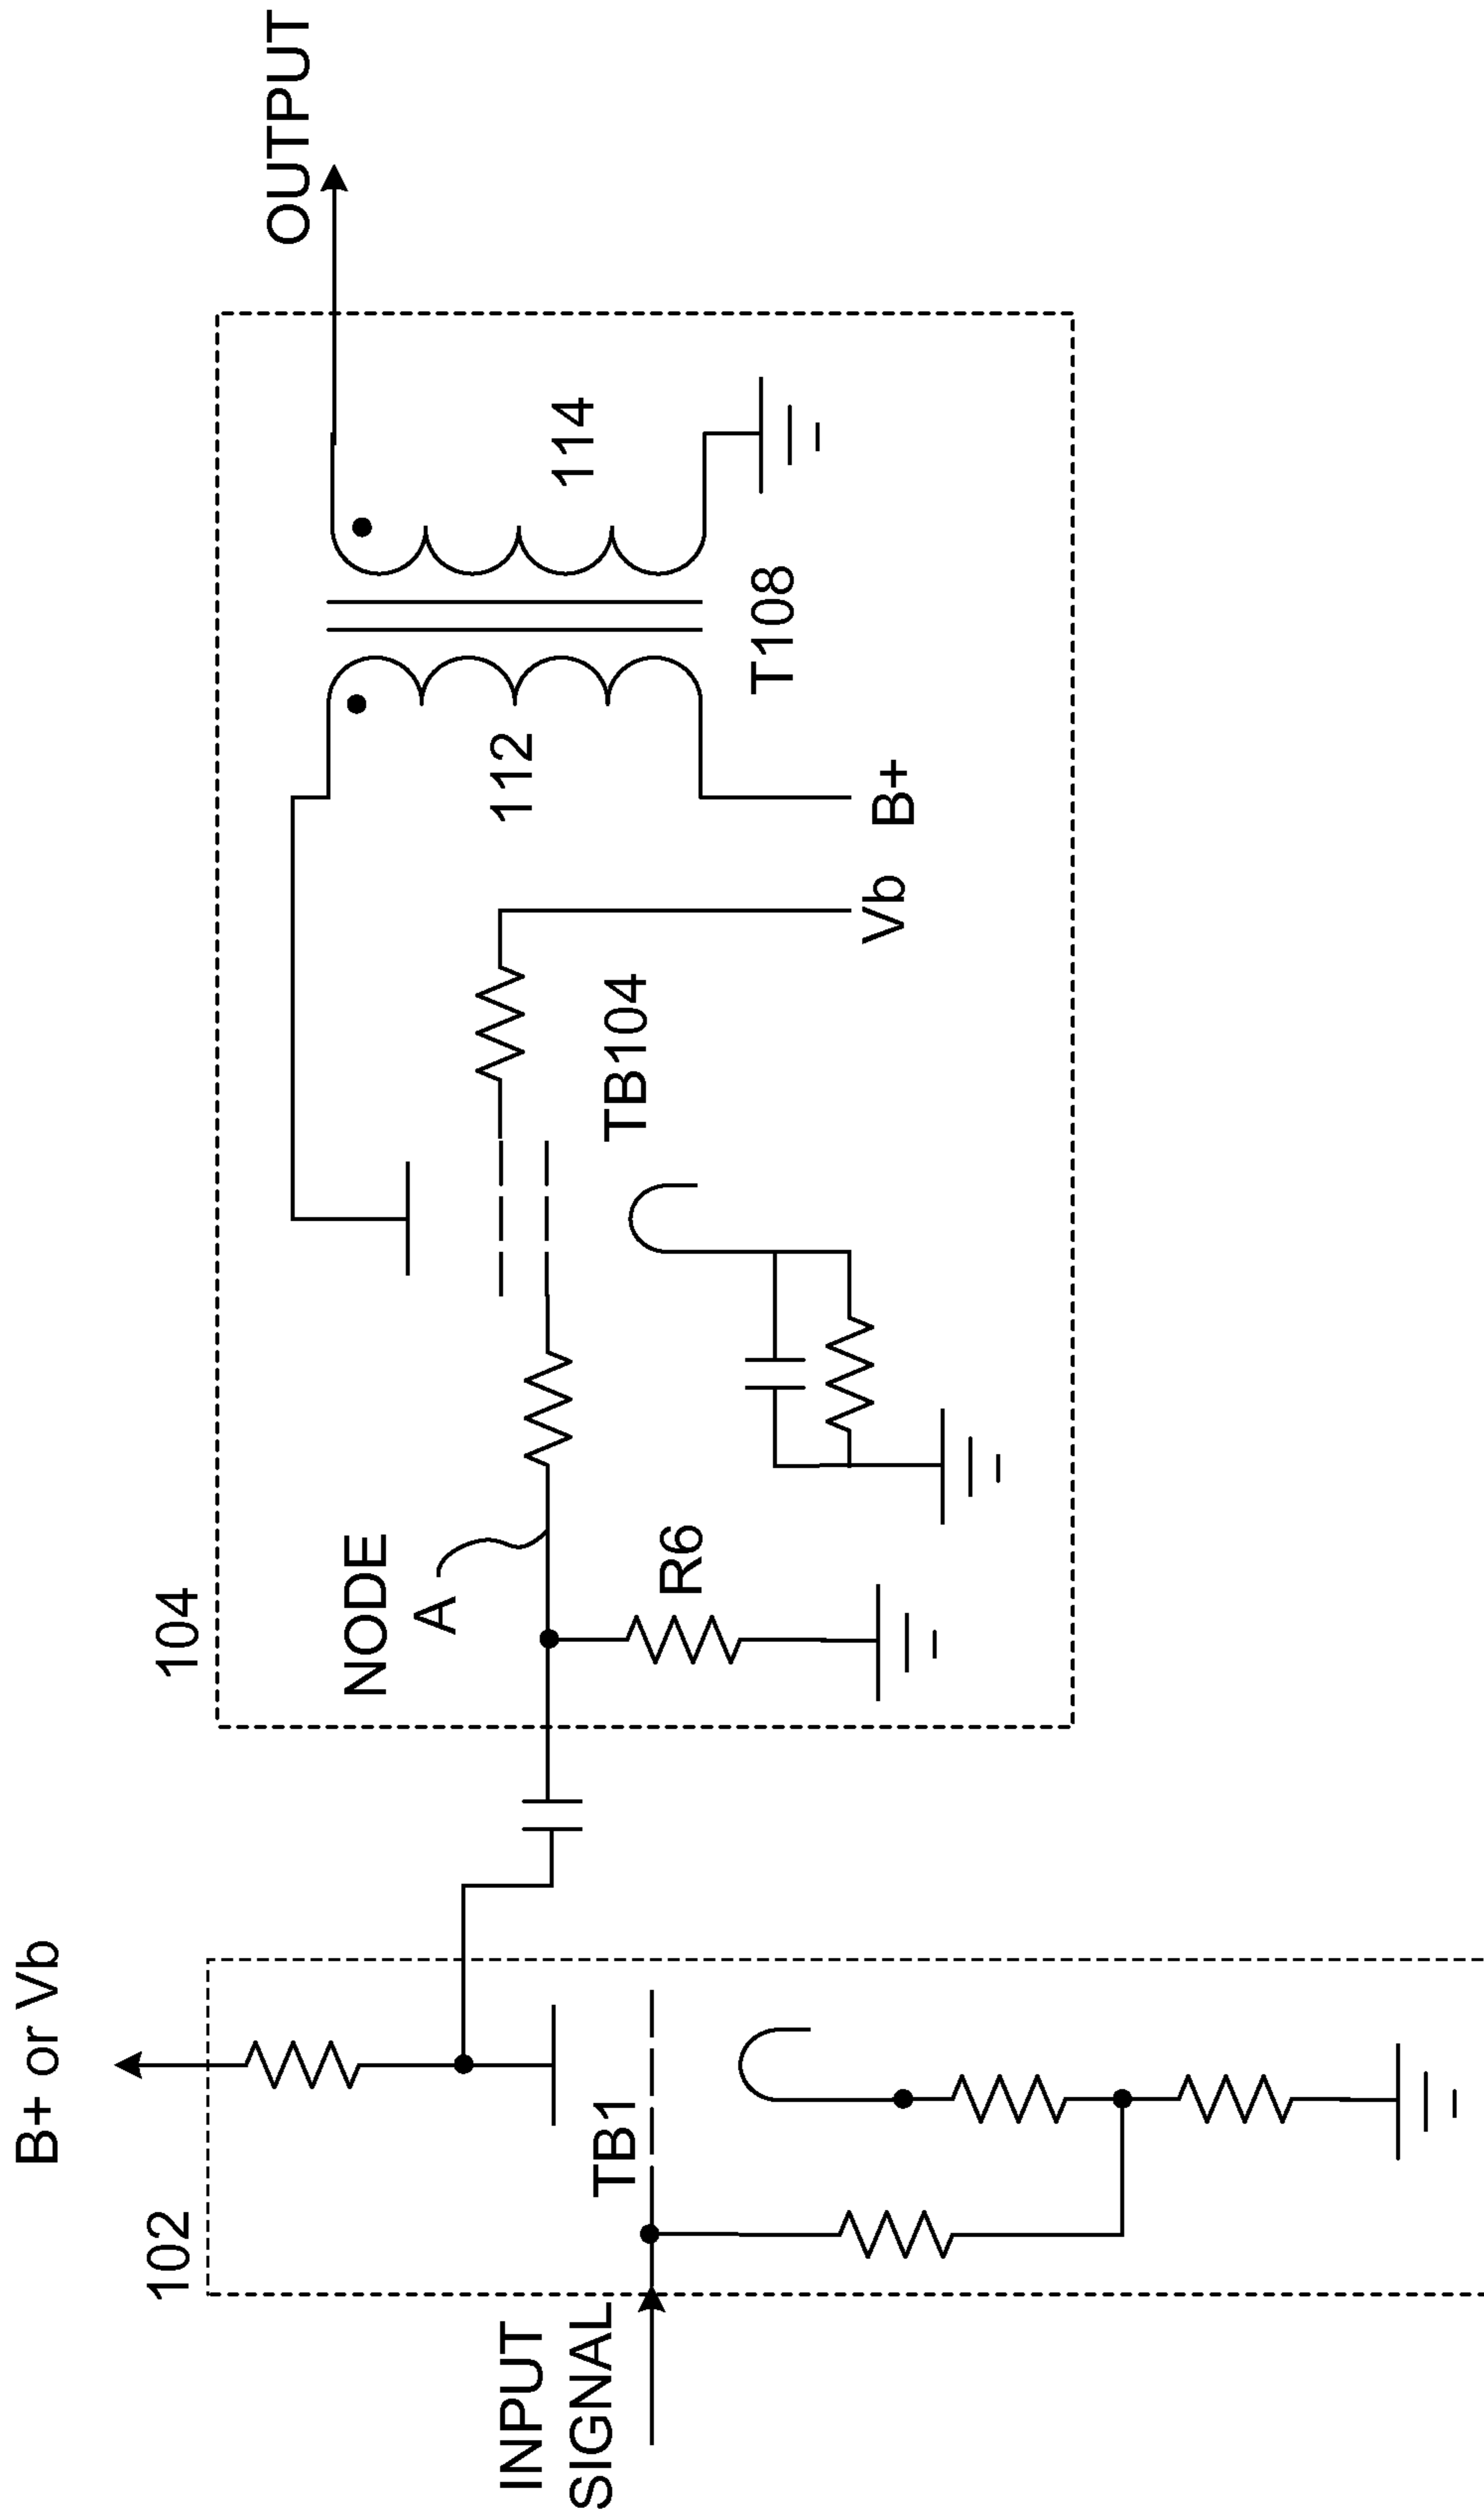 B+ or Vb
102
TB1
INPUT
SIGNAL
104
NODE
A
R6
TB104
Vb
B+
112
T108
114
OUTPUT